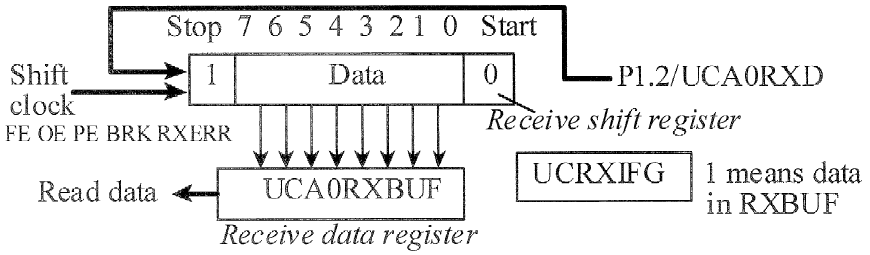 Stop 7 6 5 4 3 2 1 0 Start
Shift
clock
1 Data 0
P1.2/UCA0RXD
Receive shift register
FE OE PE BRK RXERR
Read data
UCA0RXBUF
Receive data register
UCRXIFG
1 means data
in RXBUF